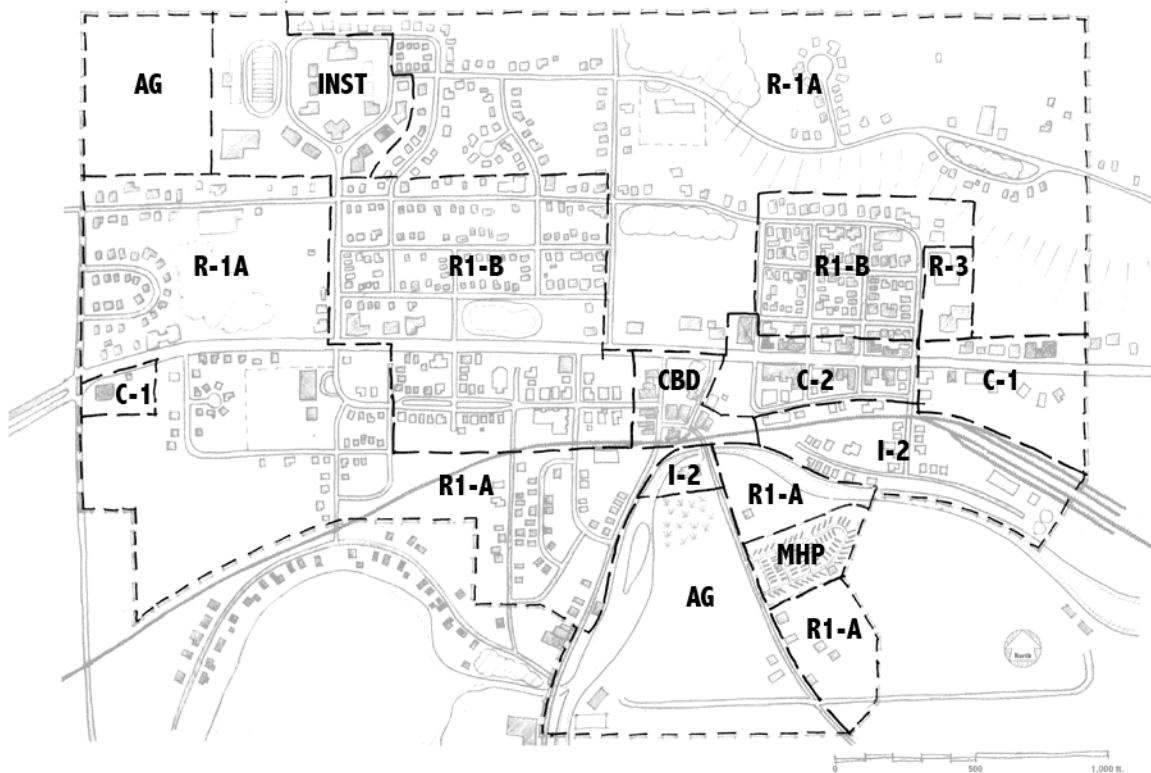 AG
INST
R-1A
R-1A
R1-B
R1-B
R-3
C-1
CBD
C-2
C-1
I-2
R1-A
I-2
R1-A
MHP
AG
R1-A
North
0
500
1,000 ft.